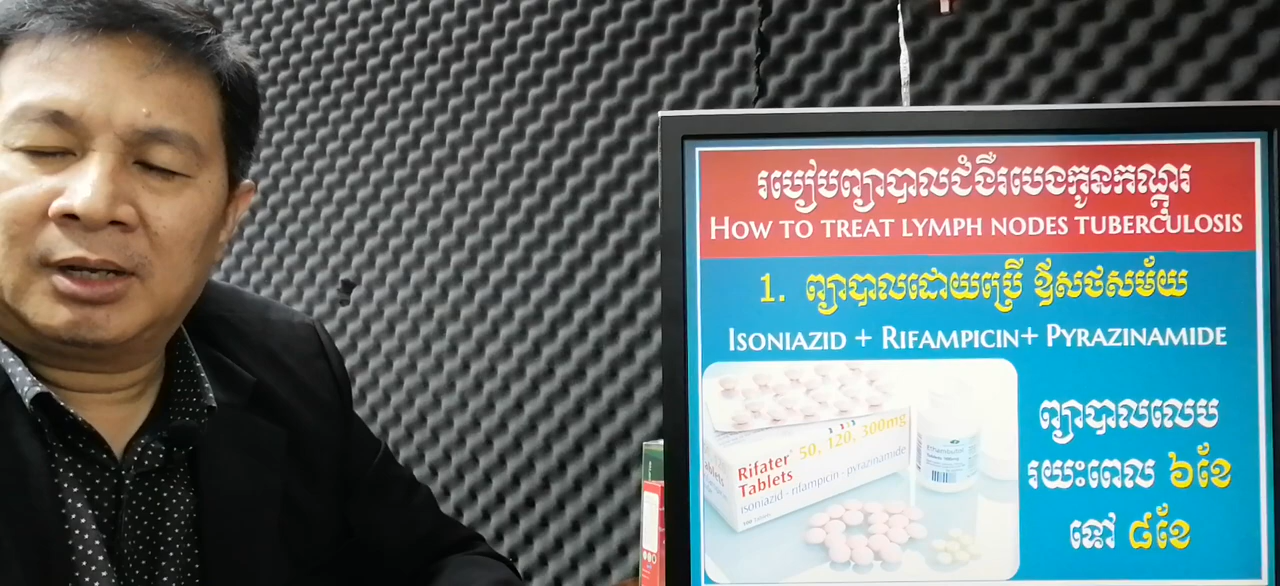 របៀបព្យាបាលជំងឺរបេងកូនកណ្តុរ
HOW TO TREAT LYMPH NODES TUBERCULOSIS
1. ព្យាបាលដោយប្រើ ឪសថសម័យ
ISONIAZID + RIFAMPICIN+ PYRAZINAMIDE
ព្យាបាលលេប
រយះពេល ៦ខែ
ទៅ ៨ខែ
Rifater 50, 120, 300mg
Tablets
isoniazid - rifampicin - pyrazinamide